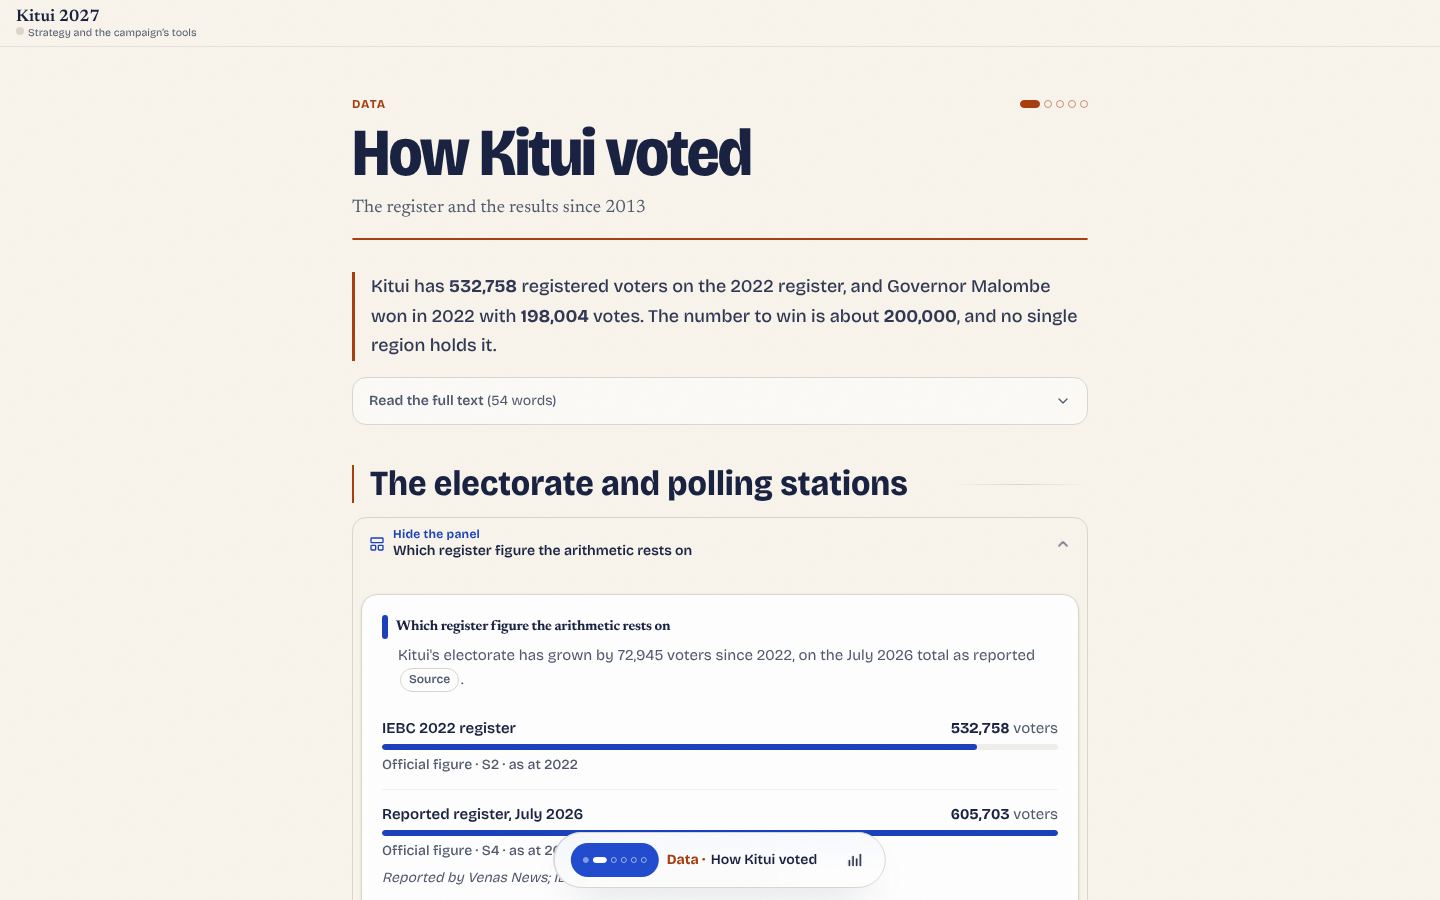 Kitui 2027
Strategy and the campaign's tools
DATA
How Kitui voted
The register and the results since 2013
Kitui has 532,758 registered voters on the 2022 register, and Governor Malombe
won in 2022 with 198,004 votes. The number to win is about 200,000, and no single
region holds it.
Read the full text (54 words)
The electorate and polling stations
Hide the panel
Which register figure the arithmetic rests on
Which register figure the arithmetic rests on
Kitui's electorate has grown by 72,945 voters since 2022, on the July 2026 total as reported
Source .
IEBC 2022 register 532,758 voters
Official figure · S2 · as at 2022
Reported register, July 2026 605,703 voters
Official figure · S4 · as at
Reported by Venas News;
Data · How Kitui voted